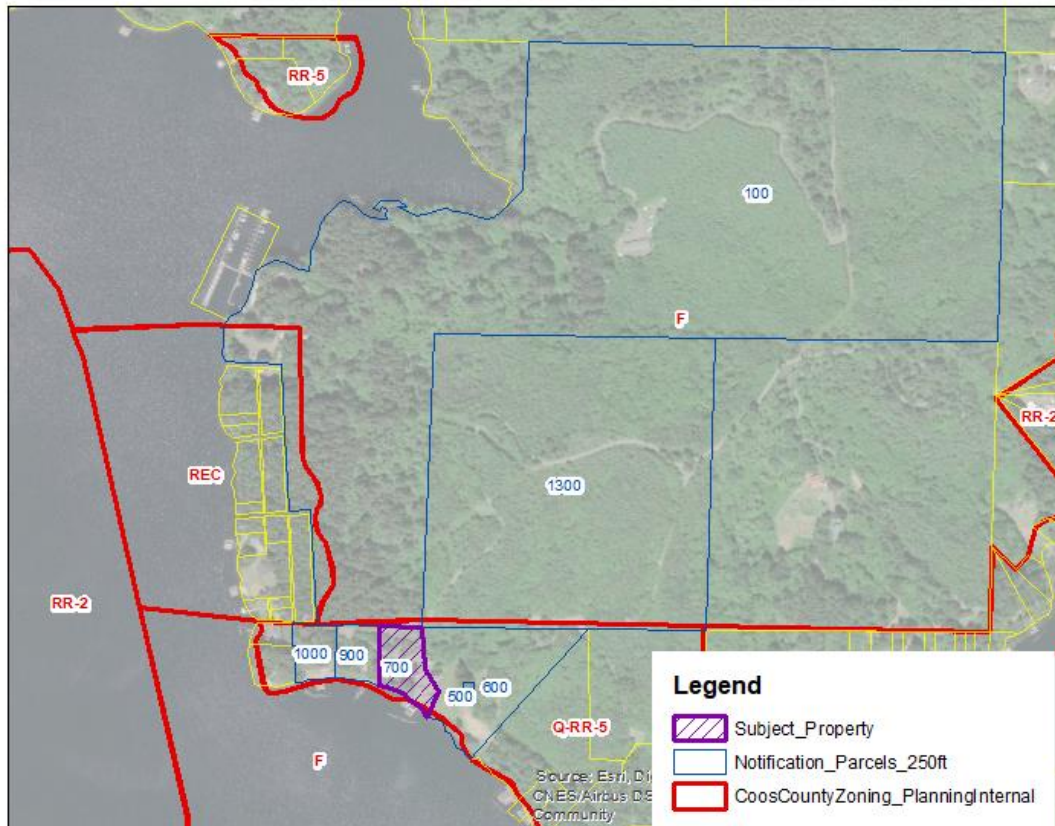 RR-5
100
F
1300
RR-2
REC
RR-2
1000
900
700
500
600
Q-RR-5
F
Source: Esri,
CNES/Airbus
Community
Legend
Subject_Property
Notification_Parcels_250ft
CoosCountyZoning_PlanningInternal